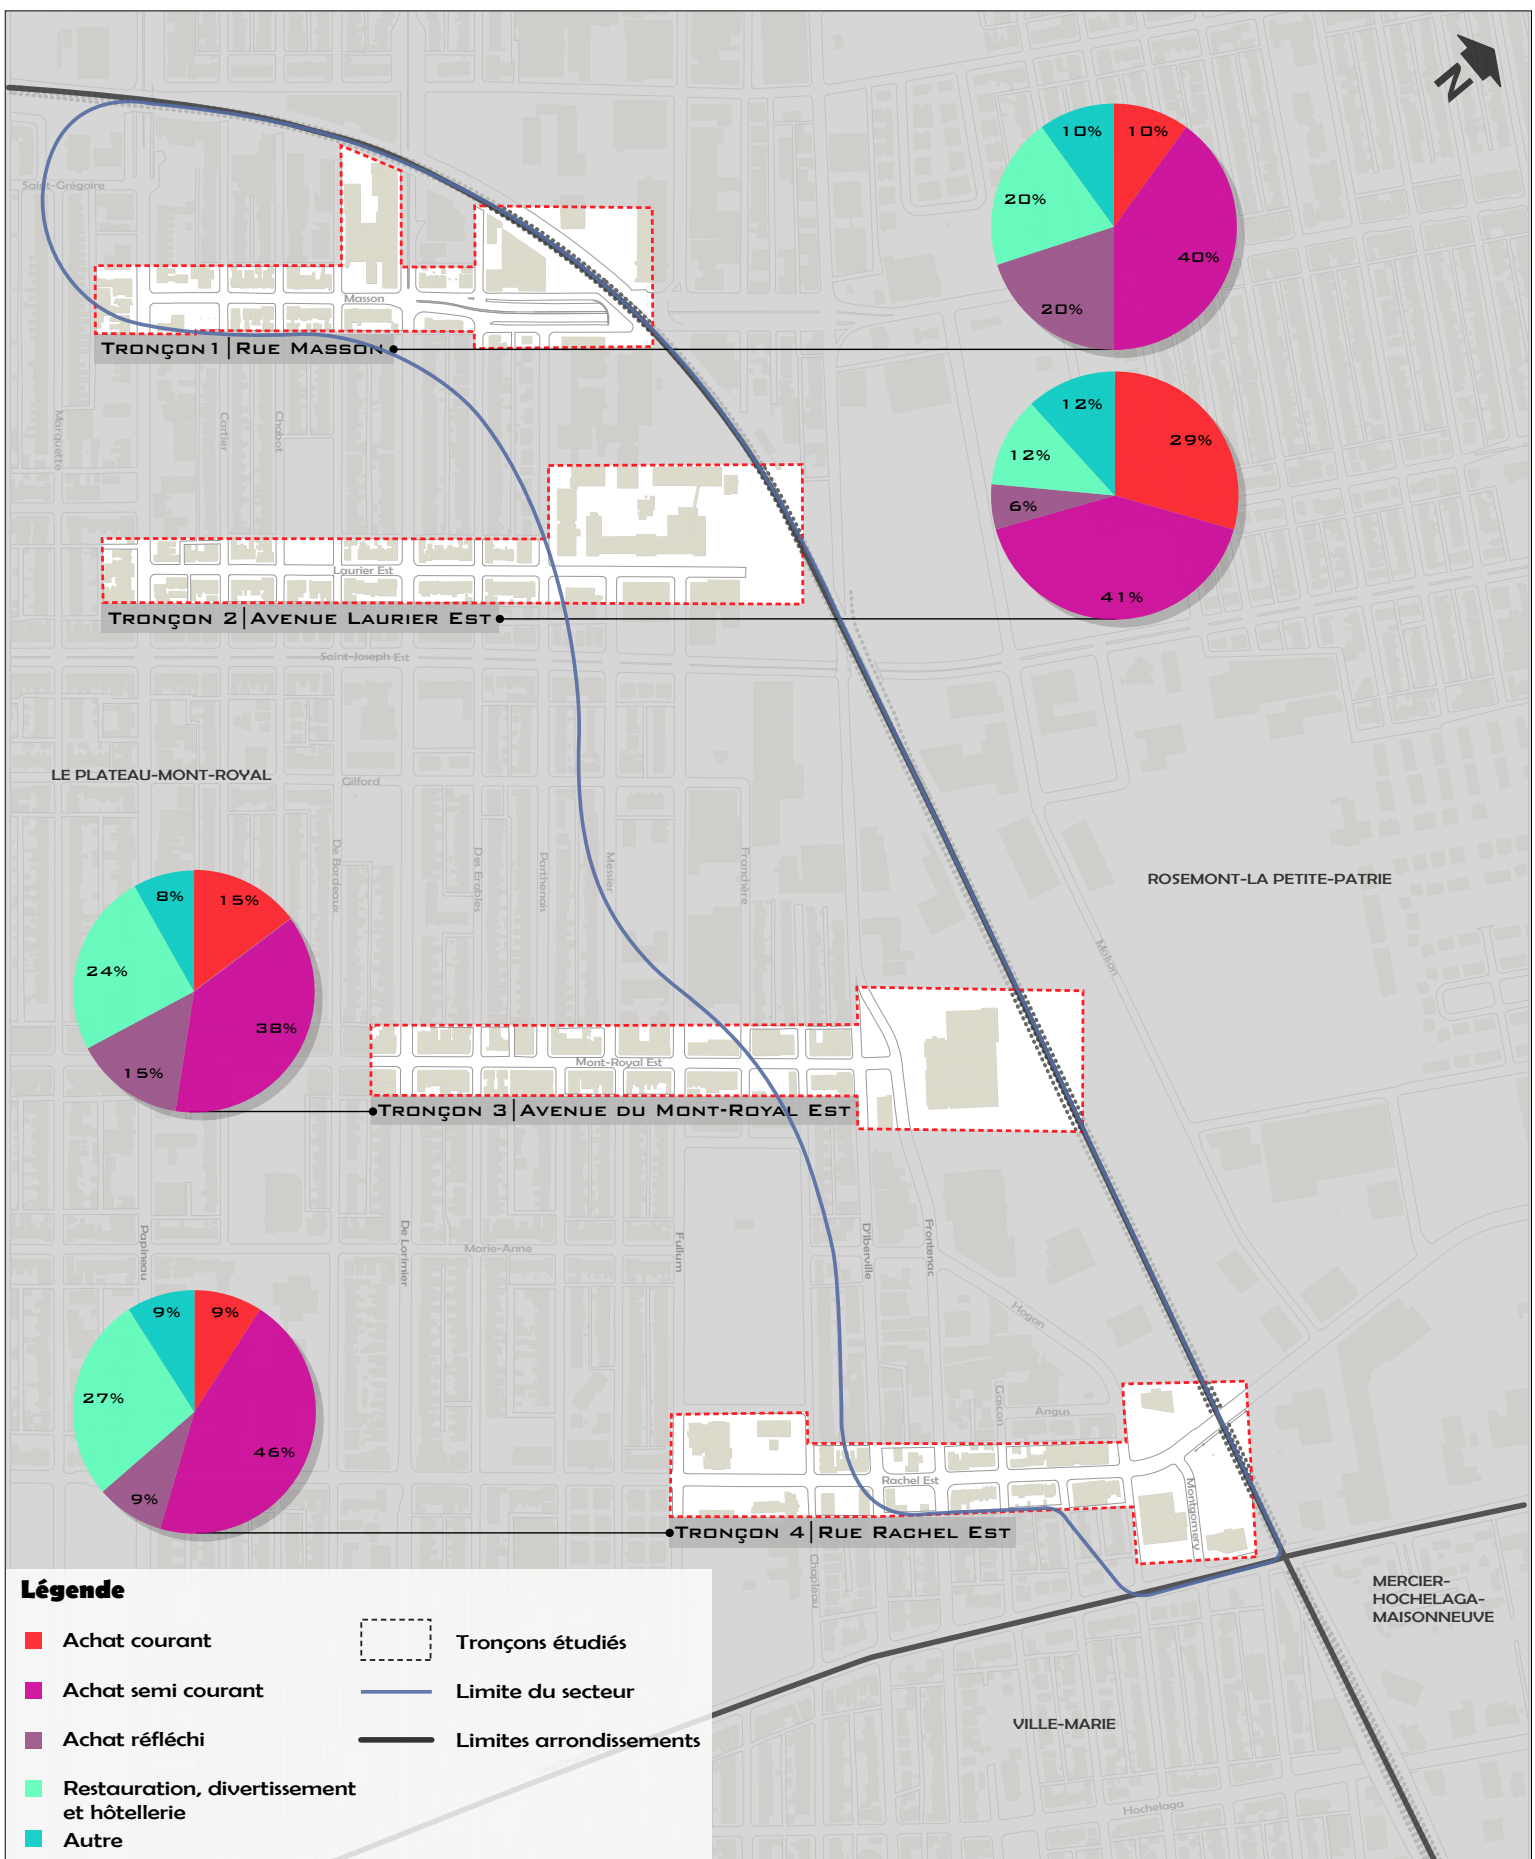 N
Saint-Grégoire
10%
10%
20%
40%
20%
Masson
TRONÇON 1|RUE MASSON
Marquette
Cartier
Chabot
12%
29%
12%
6%
41%
Laurier Est
TRONÇON 2|AVENUE LAURIER EST
Saint-Joseph Est
LE PLATEAU-MONT-ROYAL
Gilford
De Bordeaux
Des Erables
Parthenais
Messier
Franchère
ROSEMONT-LA PETITE-PATRIE
Molson
8%
15%
24%
38%
15%
Mont-Royal Est
TRONÇON 3|AVENUE DU MONT-ROYAL EST
Papineau
De Lorimier
Marie-Anne
Fullum
D'Iberville
Frontenac
Hogan
9%
9%
27%
46%
9%
Gascon
Angus
Rachel Est
Montgomery
TRONÇON 4|RUE RACHEL EST
Chapleau
MERCIER-
HOCHELAGA-
MAISONNEUVE
VILLE-MARIE
Hochelaga
Légende
Achat courant
Achat semi courant
Achat réfléchi
Restauration, divertissement
et hôtellerie
Autre
Tronçons étudiés
Limite du secteur
Limites arrondissements